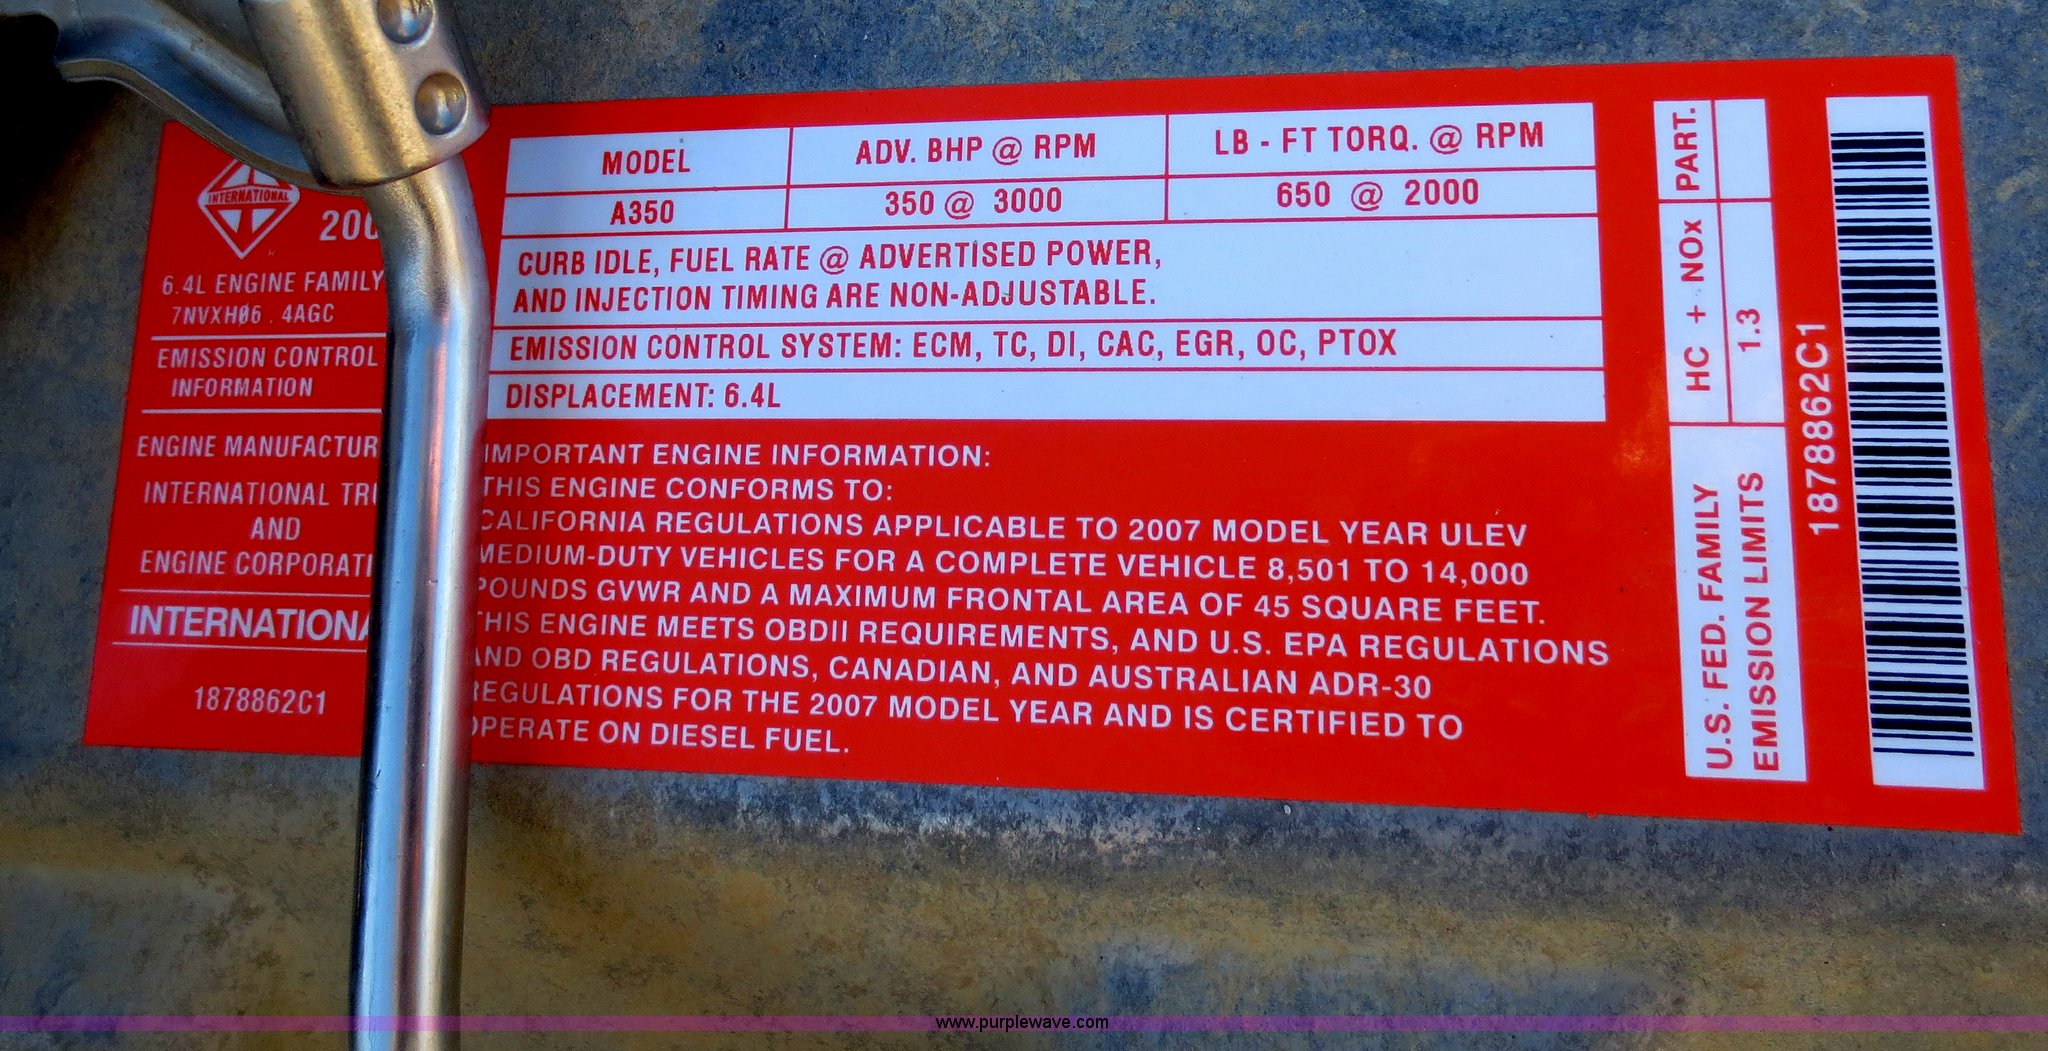 INTERNATIONAL
6.4L ENGINE FAMILY
7NVXH06.4AGC
EMISSION CONTROL
INFORMATION
ENGINE
INTERNATIONAL
AND
ENGINE
1878862C1
MODEL ADV. BHP @ RPM LB - FT TORQ. @ RPM
A350 350 @ 3000 650 @ 2000
CURB IDLE, FUEL RATE @ ADVERTISED POWER,
AND INJECTION TIMING ARE NON-ADJUSTABLE.
EMISSION CONTROL SYSTEM: ECM, TC, DI, CAC, EGR, OC, PTOX
DISPLACEMENT: 6.4L
IMPORTANT ENGINE INFORMATION:
THIS ENGINE CONFORMS TO:
CALIFORNIA REGULATIONS APPLICABLE TO 2007 MODEL YEAR ULEV
MEDIUM-DUTY VEHICLES FOR A COMPLETE VEHICLE 8,501 TO 14,000
POUNDS GVWR AND A MAXIMUM FRONTAL AREA OF 45 SQUARE FEET.
THIS ENGINE MEETS OBDII REQUIREMENTS, AND U.S. EPA REGULATIONS
AND OBD REGULATIONS, CANADIAN, AND AUSTRALIAN ADR-30
REGULATIONS FOR THE 2007 MODEL YEAR AND IS CERTIFIED TO
OPERATE ON DIESEL FUEL.
U.S. FED. FAMILY HC + NOx PART.
EMISSION LIMITS 1.3
1878862C1
www.purplewave.com